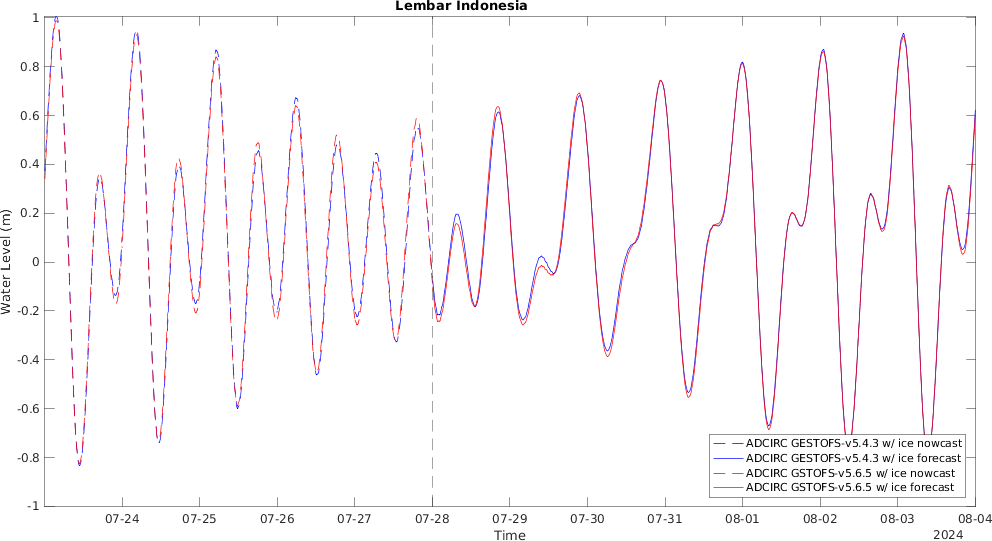 Lembar Indonesia
1
0.8
0.6
0.4
0.2
0
-0.2
-0.4
-0.6
-0.8
-1
Water Level (m)
ADCIRC GESTOFS-v5.4.3 w/ ice nowcast
ADCIRC GESTOFS-v5.4.3 w/ ice forecast
ADCIRC GSTOFS-v5.6.5 w/ ice nowcast
ADCIRC GSTOFS-v5.6.5 w/ ice forecast
07-24 07-25 07-26 07-27 07-28 07-29 07-30 07-31 08-01 08-02 08-03 08-04
Time
2024